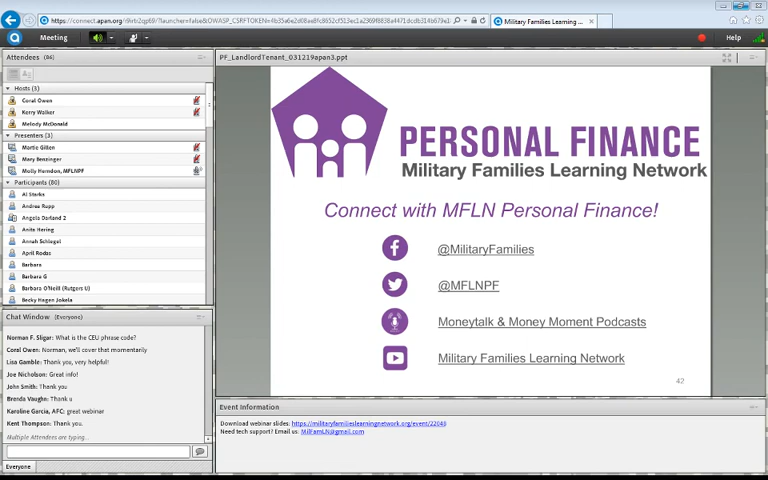 Military Families Learning ...
Meeting
Help
Attendees (86)
PF_LandlordTenant_031219apan3.ppt
Hosts (3)
Coral Owen
Kerry Walker
Melody McDonald
Presenters (3)
Martie Gillen
Mary Benzinger
Molly Herndon, MFLNPF
Participants (80)
Al Starks
Andrea Rupp
Angela Dorland 2
Anita Hering
Annah Schlegel
April Rodas
Barbara
Barbara G
Barbara O'Neill (Rutgers U)
Becky Hagen Jokela
PERSONAL FINANCE
Military Families Learning Network
Connect with MFLN Personal Finance!
@MilitaryFamilies
@MFLNPF
Moneytalk & Money Moment Podcasts
Military Families Learning Network
42
Chat Window (Everyone)
Norman F. Sligar: What is the CEU phrase code?
Coral Owen: Norman, we'll cover that momentarily
Lisa Gamble: Thank you, very helpful!
Joe Nicholson: Great info!
John Smith: Thank you
Brenda Vaughn: Thank u
Karoline Garcia, AFC: great webinar
Kent Thompson: Thank you.
Multiple Attendees are typing...
Everyone
Event Information
Download webinar slides: https://militaryfamilieslearningnetwork.org/event/22043
Need tech support? Email us: MilFamLN@gmail.com